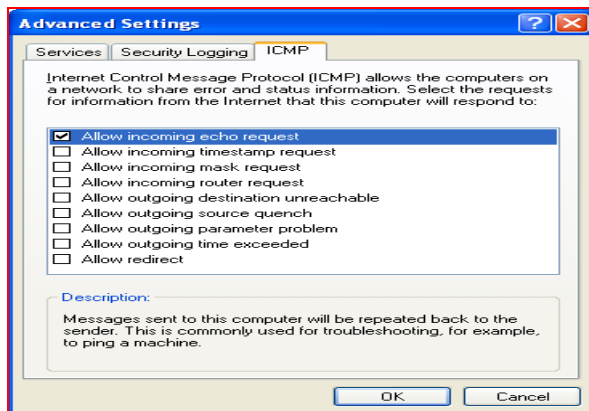 Advanced Settings
Services Security Logging ICMP
Internet Control Message Protocol (ICMP) allows the computers on
a network to share error and status information. Select the requests
for information from the Internet that this computer will respond to:
Allow incoming echo request
Allow incoming timestamp request
Allow incoming mask request
Allow incoming router request
Allow outgoing destination unreachable
Allow outgoing source quench
Allow outgoing parameter problem
Allow outgoing time exceeded
Allow redirect
Description:
Messages sent to this computer will be repeated back to the
sender. This is commonly used for troubleshooting, for example,
to ping a machine.
OK Cancel